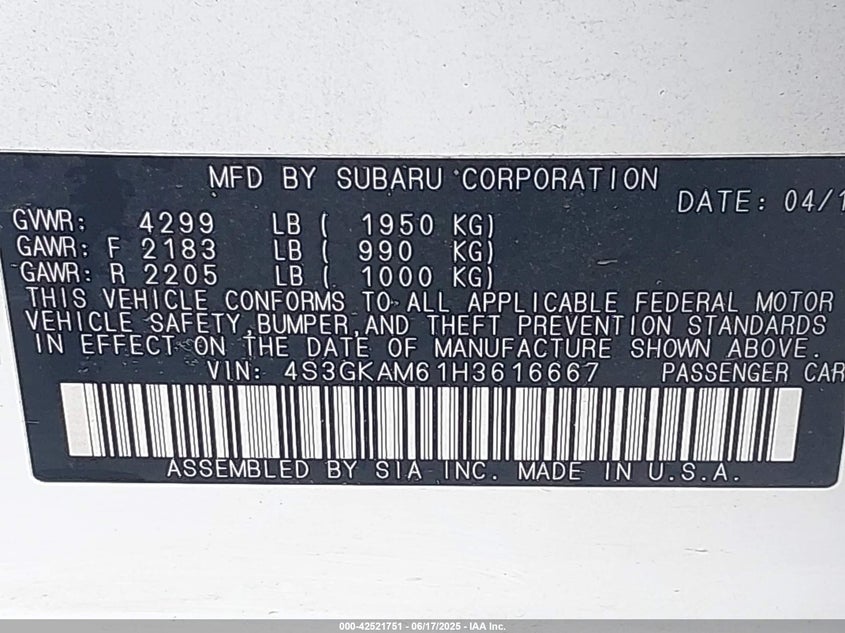 MFD BY SUBARU CORPORATION
DATE: 04/1
GVWR: 4299 LB ( 1950 KG)
GAWR: F 2183 LB ( 990 KG)
GAWR: R 2205 LB ( 1000 KG)
THIS VEHICLE CONFORMS TO ALL APPLICABLE FEDERAL MOTOR
VEHICLE SAFETY,BUMPER,AND THEFT PREVENTION STANDARDS
IN EFFECT ON THE DATE OF MANUFACTURE SHOWN ABOVE.
VIN: 4S3GKAM61H3616667 PASSENGER CAR
ASSEMBLED BY SIA INC. MADE IN U.S.A.
000-42521751 - 06/17/2025 - IAA Inc.